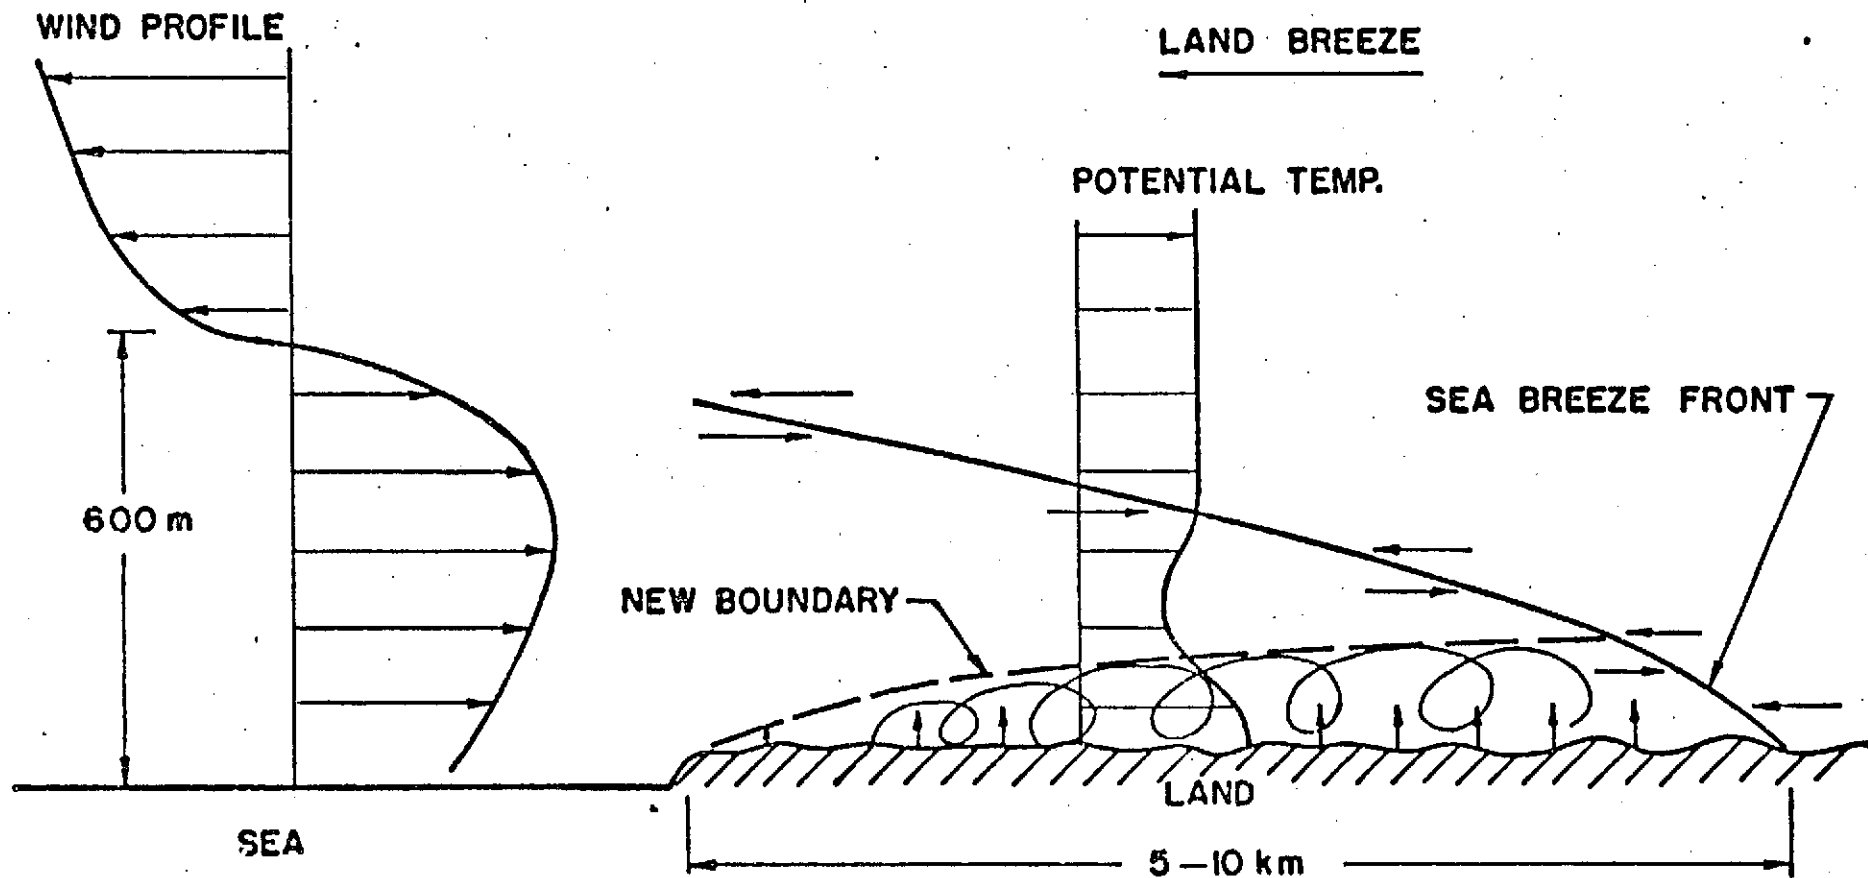 WIND PROFILE
LAND BREEZE
POTENTIAL TEMP.
SEA BREEZE FRONT
600 m
NEW BOUNDARY
LAND
SEA
5-10 km